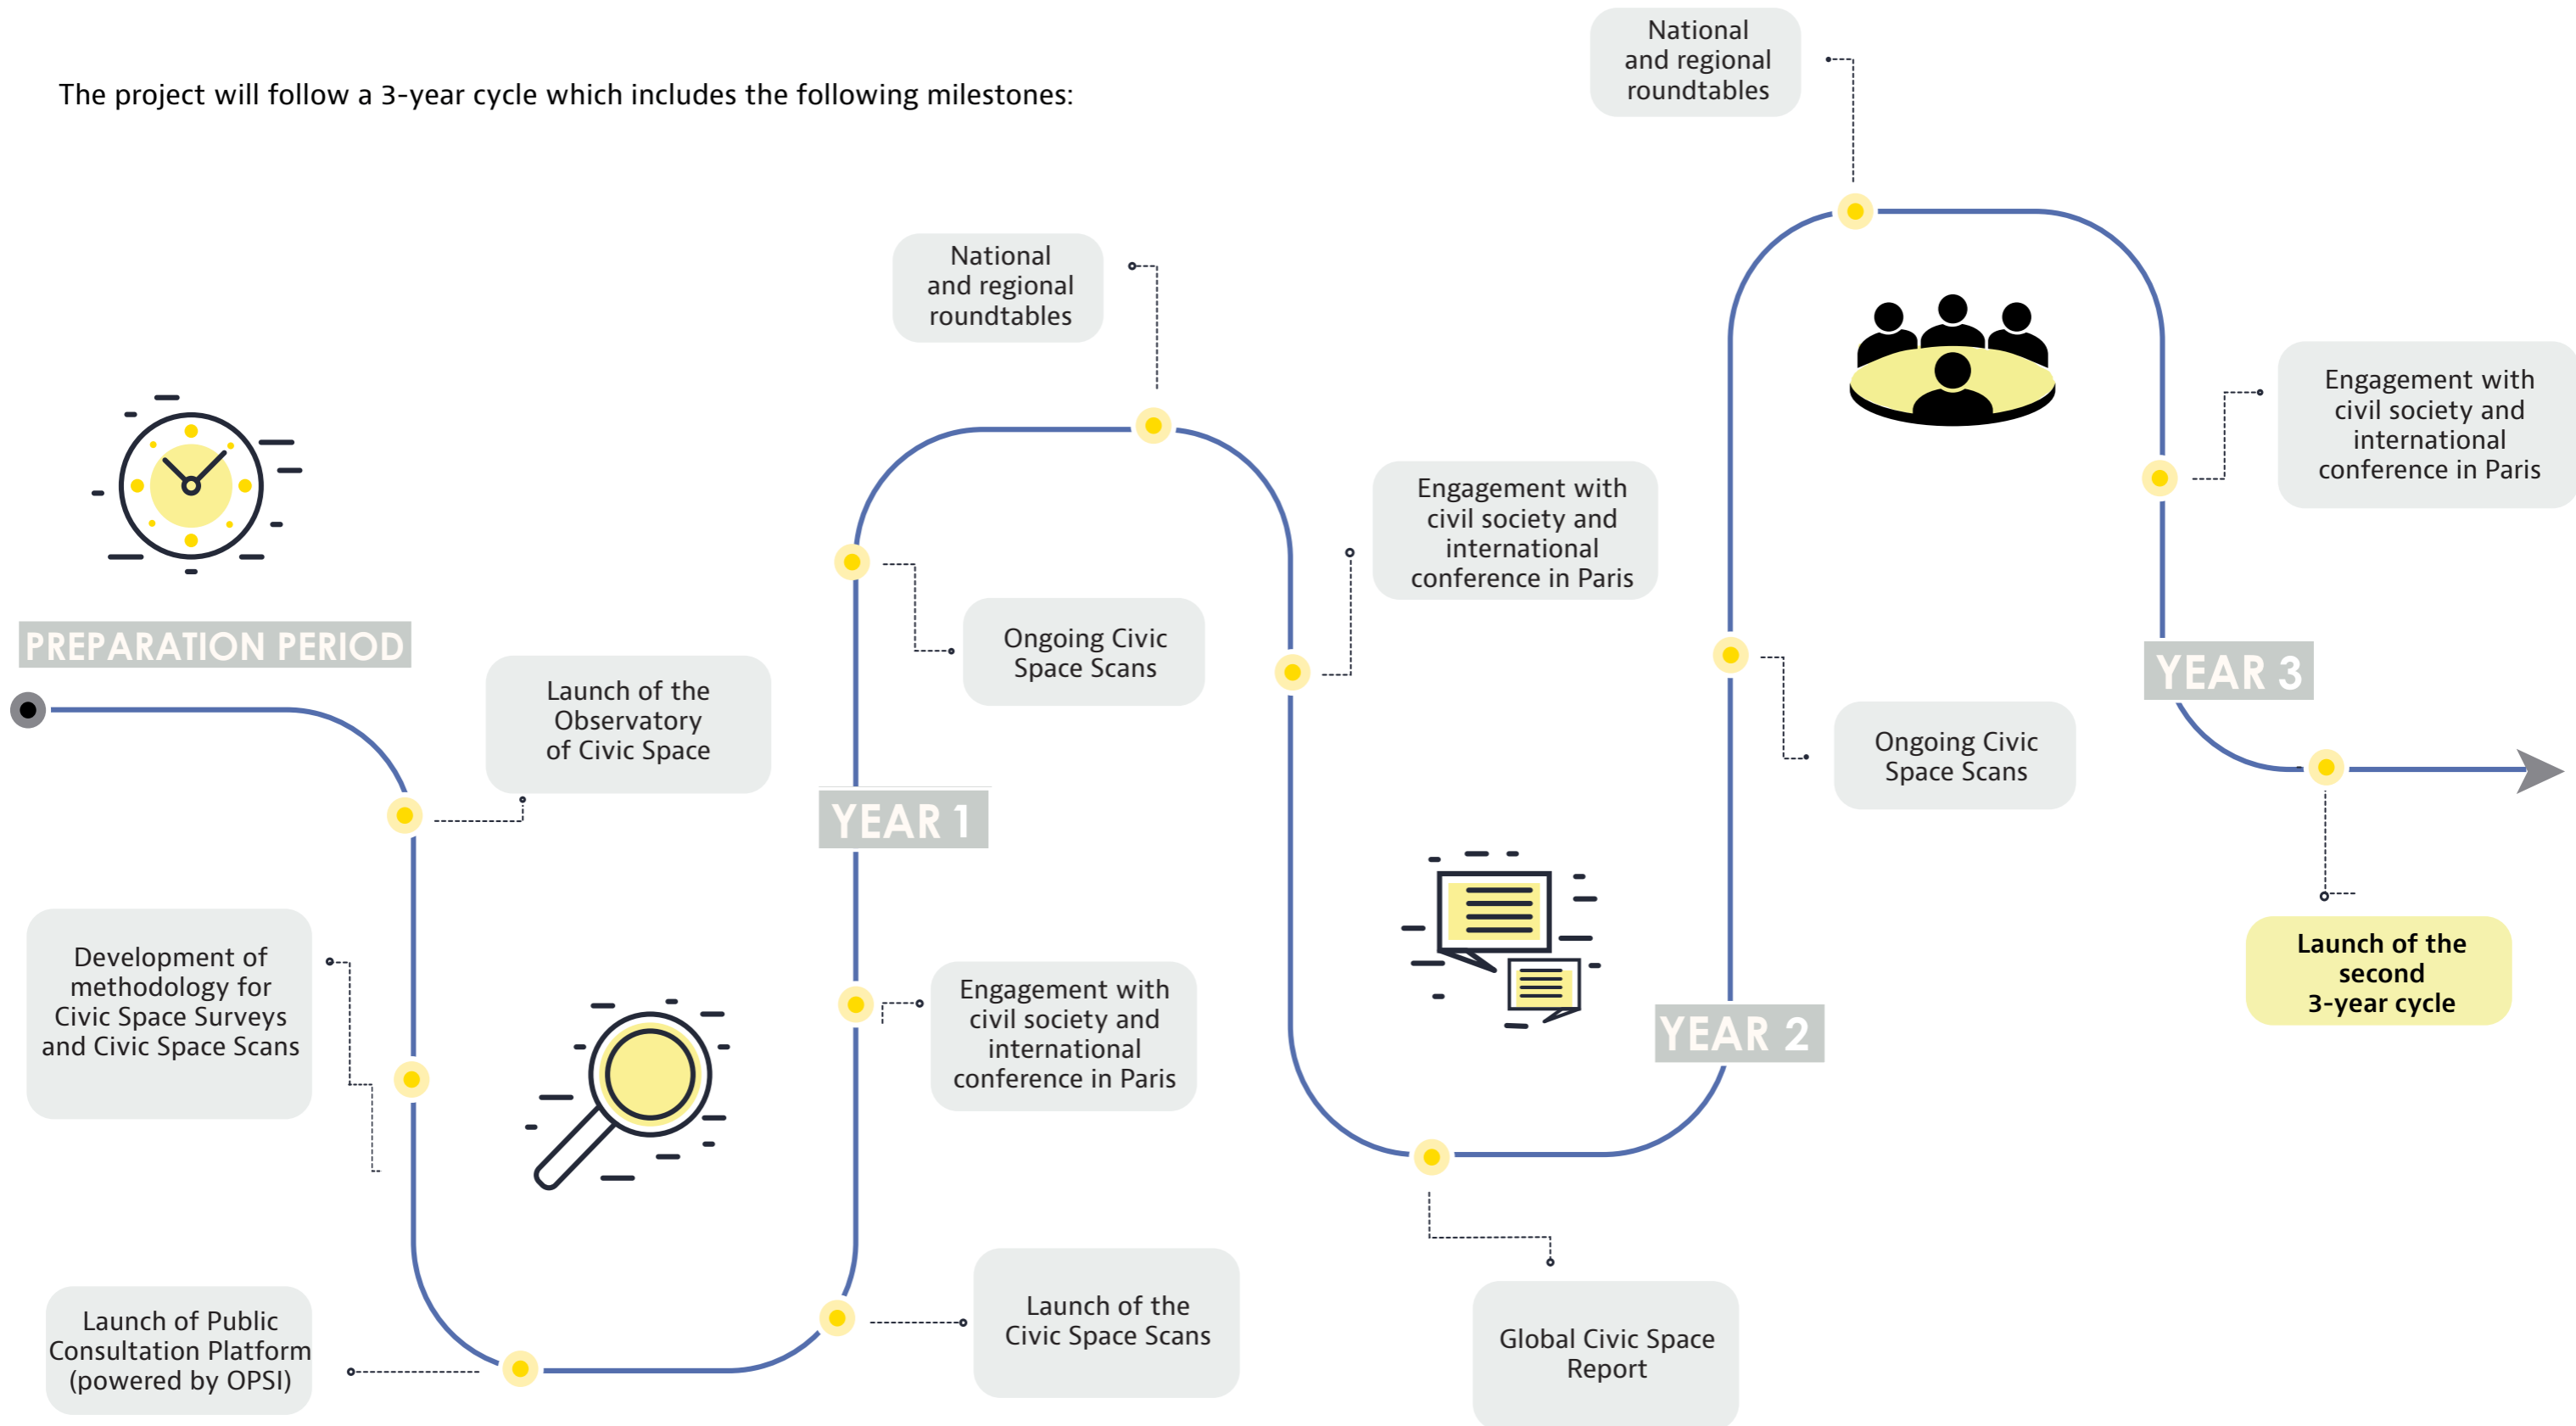 The project will follow a 3-year cycle which includes the following milestones:
PREPARATION PERIOD
Launch of the
Observatory
of Civic Space
Development of
methodology for
Civic Space Surveys
and Civic Space Scans
Launch of Public
Consultation Platform
(powered by OPSI)
Launch of the
Civic Space Scans
Engagement with
civil society and
international
conference in Paris
YEAR 1
Ongoing Civic
Space Scans
National
and regional
roundtables
Engagement with
civil society and
international
conference in Paris
Global Civic Space
Report
YEAR 2
Ongoing Civic
Space Scans
National
and regional
roundtables
Engagement with
civil society and
international
conference in Paris
YEAR 3
Launch of the
second
3-year cycle